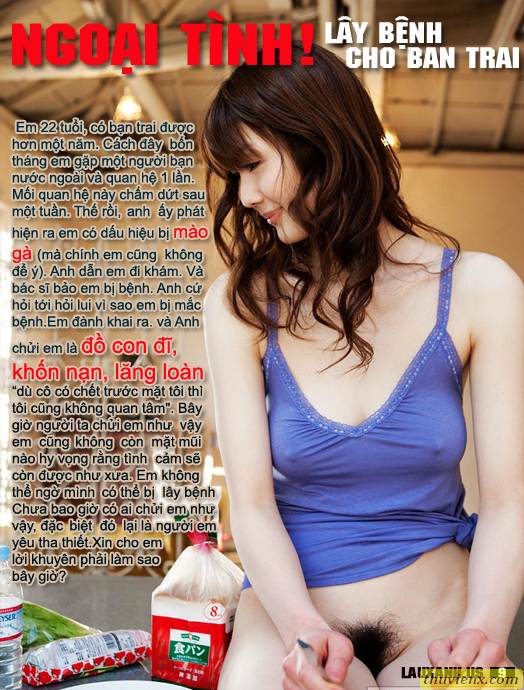 NGOẠI TÌNH!
LÂY BỆNH
CHO BẠN TRAI
Em 22 tuổi, có bạn trai được
hơn một năm. Cách đây bốn
tháng em gặp một người bạn
nước ngoài và quan hệ 1 lần.
Mối quan hệ này chấm dứt sau
một tuần. Thế rồi, anh ấy phát
hiện ra em có dấu hiệu bị mào
gà (mà chính em cũng không
để ý). Anh dẫn em đi khám. Và
bác sĩ bảo em bị bệnh. Anh cứ
hỏi tới hỏi lui vì sao em bị mắc
bệnh.Em đành khai ra. và Anh
chửi em là đồ con đĩ,
khốn nạn, lăng loàn
“dù cô có chết trước mặt tôi thì
tôi cũng không quan tâm". Bây
giờ người ta chửi em như vậy
em cũng không còn mặt mũi
nào hy vọng rằng tình cảm sẽ
còn được như xưa. Em không
thể ngờ mình có thể bị lây bệnh
Chưa bao giờ có ai chửi em như
vậy, đặc biệt đó lại là người em
yêu tha thiết.Xin cho em
lời khuyên phải làm sao
bây giờ?
8
食パン
LAUXANH.US 9
thuvienx.com